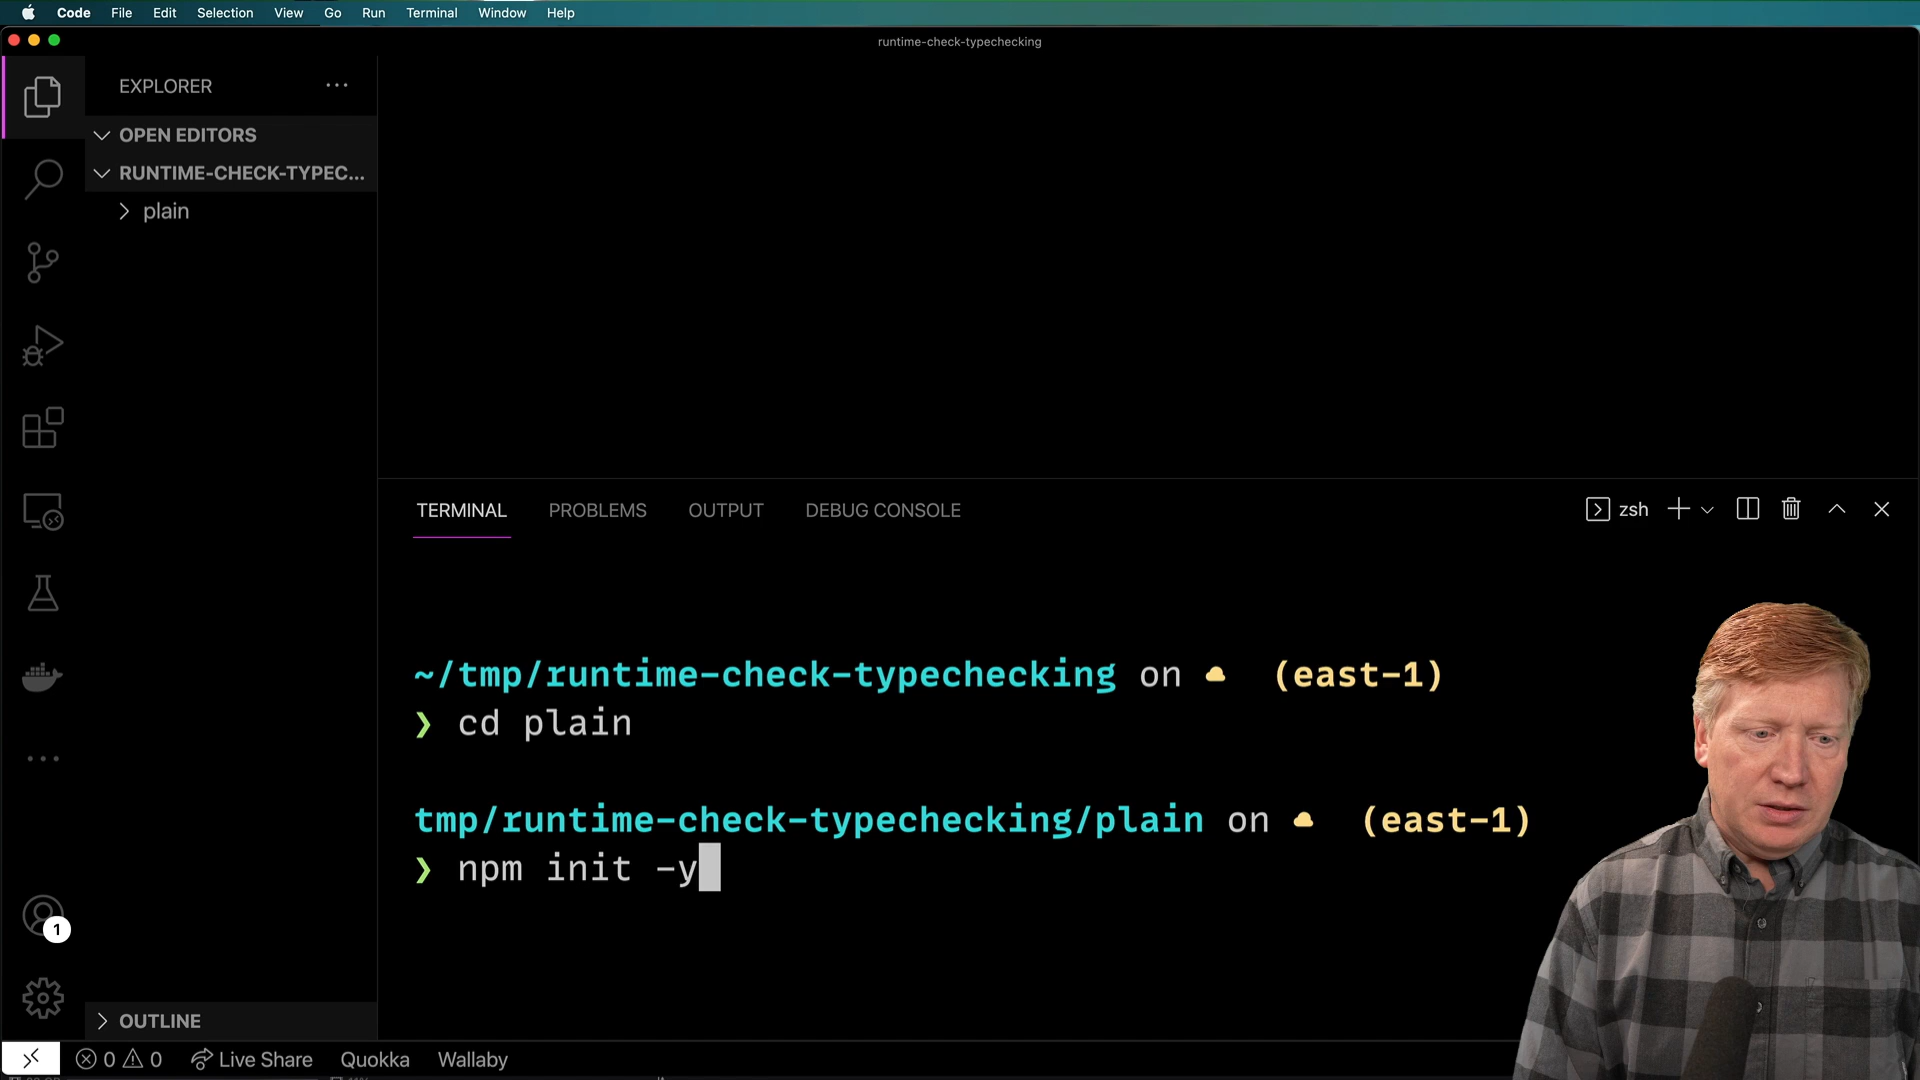 Code File Edit Selection View Go Run Terminal Window Help
runtime-check-typechecking
EXPLORER
OPEN EDITORS
RUNTIME-CHECK-TYPEC...
plain
TERMINAL PROBLEMS OUTPUT DEBUG CONSOLE
zsh
~/tmp/runtime-check-typechecking on (east-1)
❯ cd plain
tmp/runtime-check-typechecking/plain on (east-1)
❯ npm init -y
1
OUTLINE
0 0 Live Share Quokka Wallaby